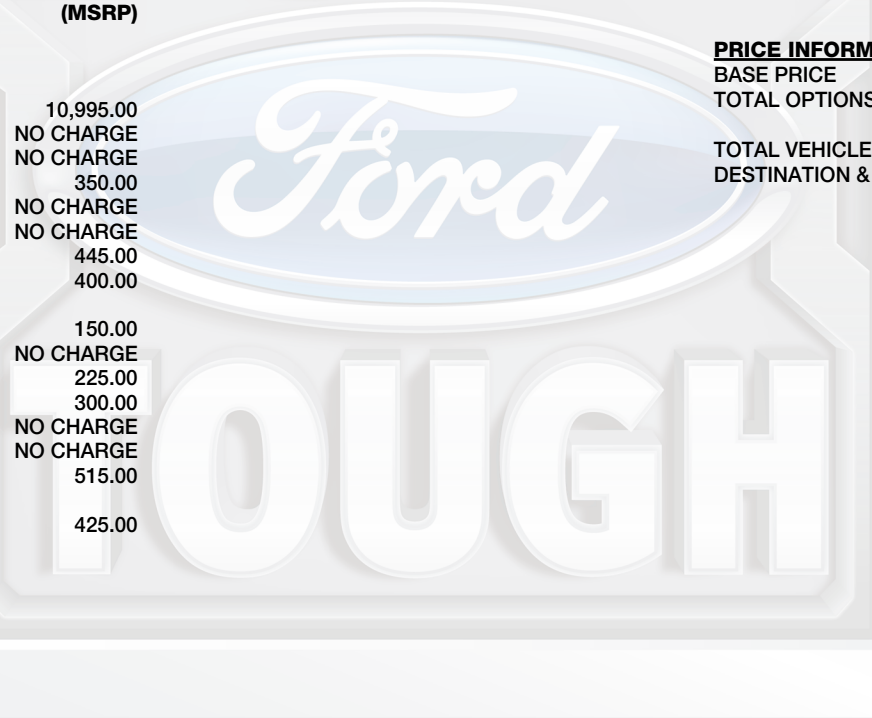 (MSRP)
10,995.00
NO CHARGE
NO CHARGE
350.00
NO CHARGE
NO CHARGE
445.00
400.00
150.00
NO CHARGE
225.00
300.00
NO CHARGE
NO CHARGE
515.00
425.00
PRICE INFORM
BASE PRICE
TOTAL OPTIONS
TOTAL VEHICLE
DESTINATION &
Ford
TOUGH